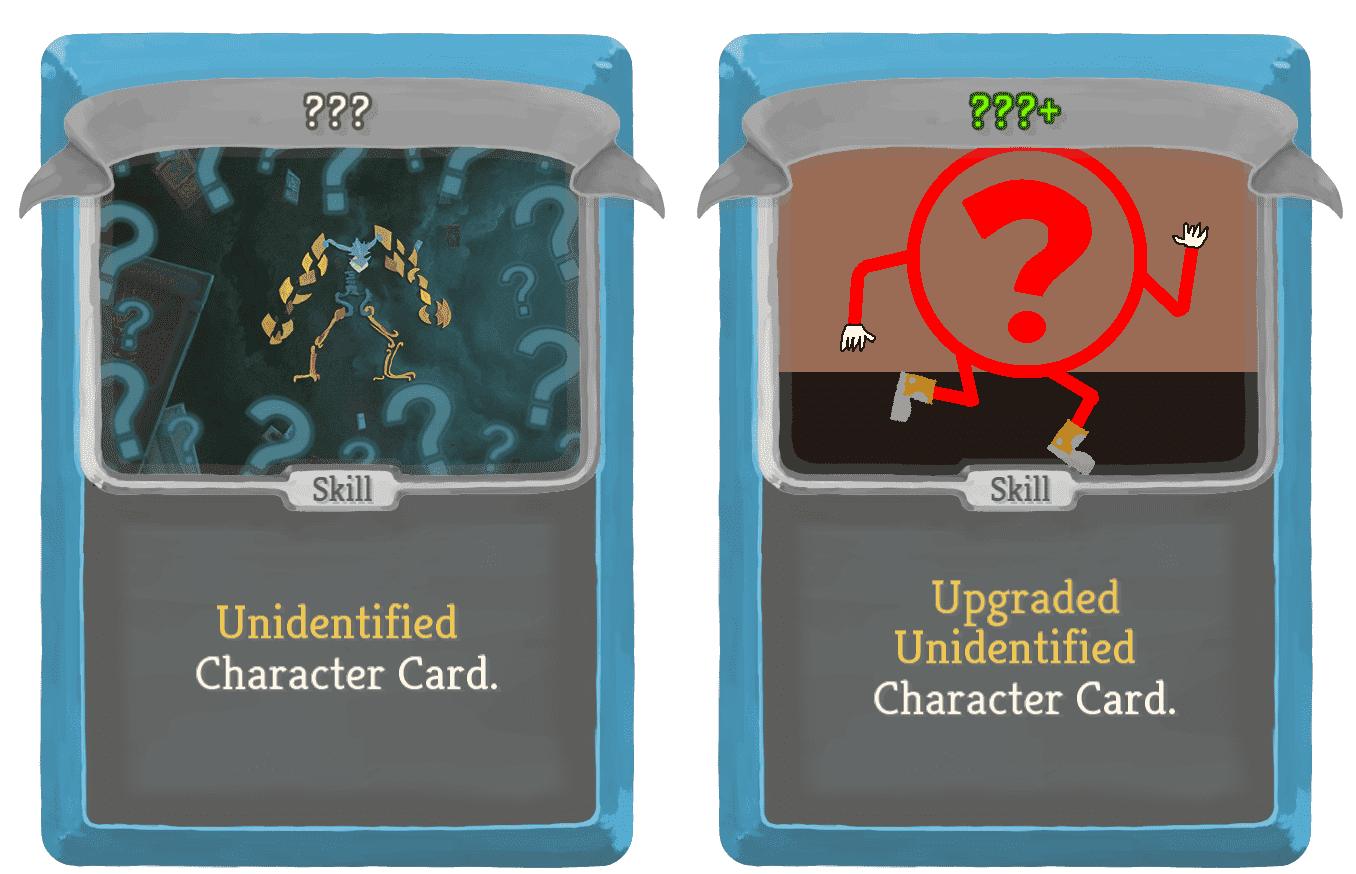 ???
Skill
Unidentified
Character Card.
???+
?
Skill
Upgraded
Unidentified
Character Card.